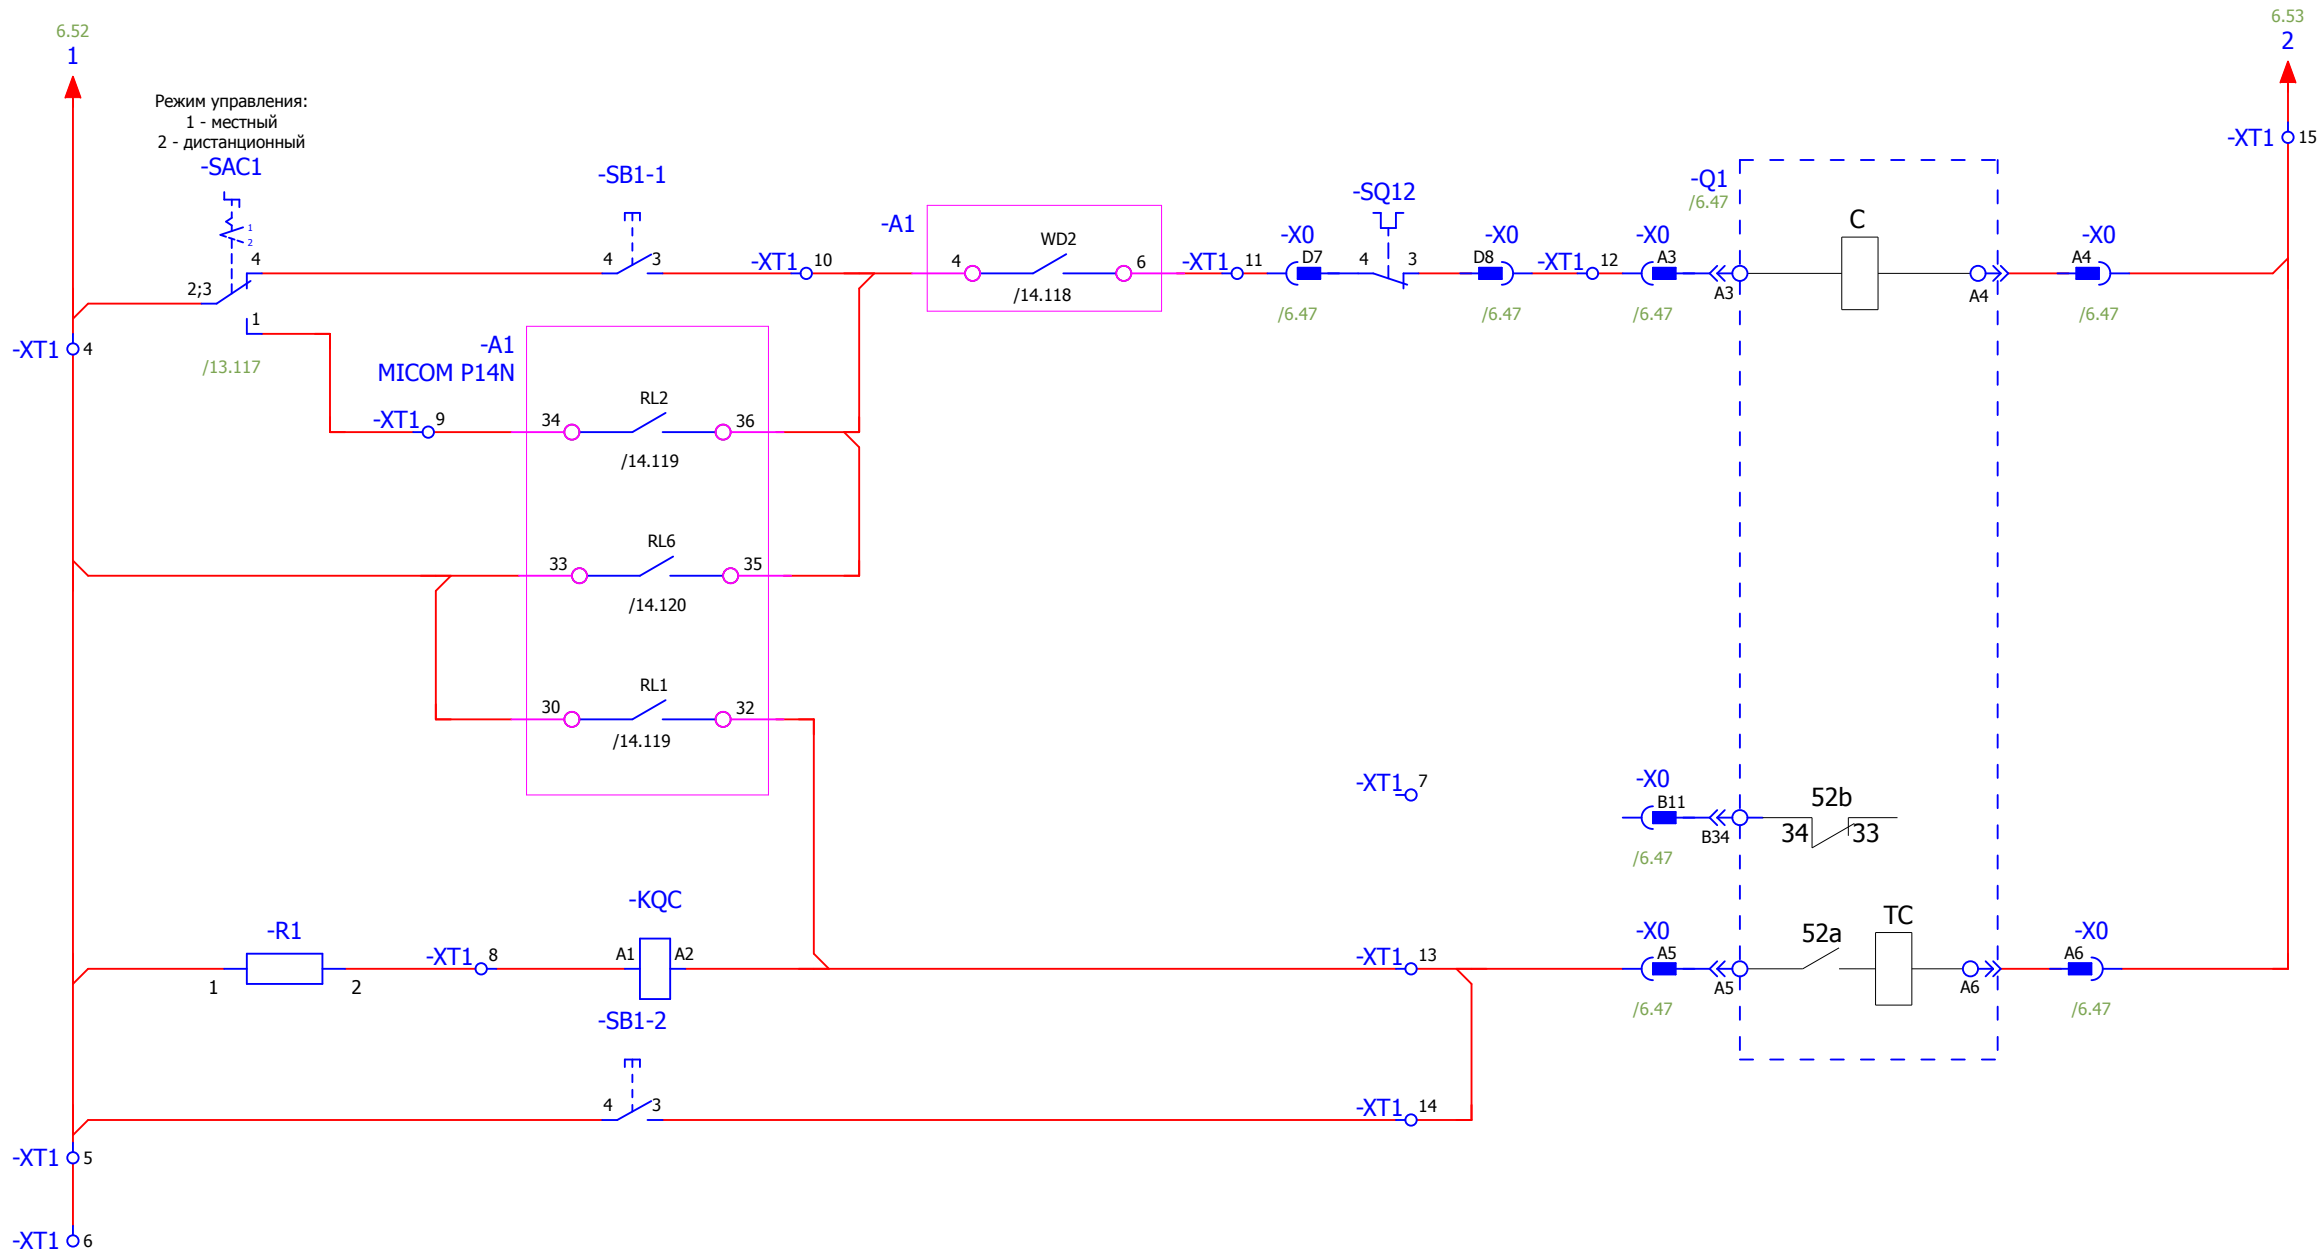 6.52
1
6.53
2
-XT1
15
Режим управления:
1 - местный
2 - дистанционный
-SAC1
1
2
4
2;3
1
/13.117
-XT1
4
-SB1-1
4
3
-XT1
10
-A1
WD2
4
6
/14.118
-XT1
11
-X0
D7
/6.47
-SQ12
4
3
-X0
D8
/6.47
-XT1
12
-X0
A3
/6.47
-Q1
/6.47
A3
C
A4
-X0
A4
/6.47
-A1
MICOM P14N
-XT1
9
RL2
34
36
/14.119
RL6
33
35
/14.120
RL1
30
32
/14.119
-XT1
7
-X0
B11
/6.47
B34
52b
34
33
-R1
1
2
-XT1
8
-KQC
A1
A2
-XT1
13
-X0
A5
/6.47
A5
52a
TC
A6
-X0
A6
/6.47
-SB1-2
4
3
-XT1
14
-XT1
5
-XT1
6